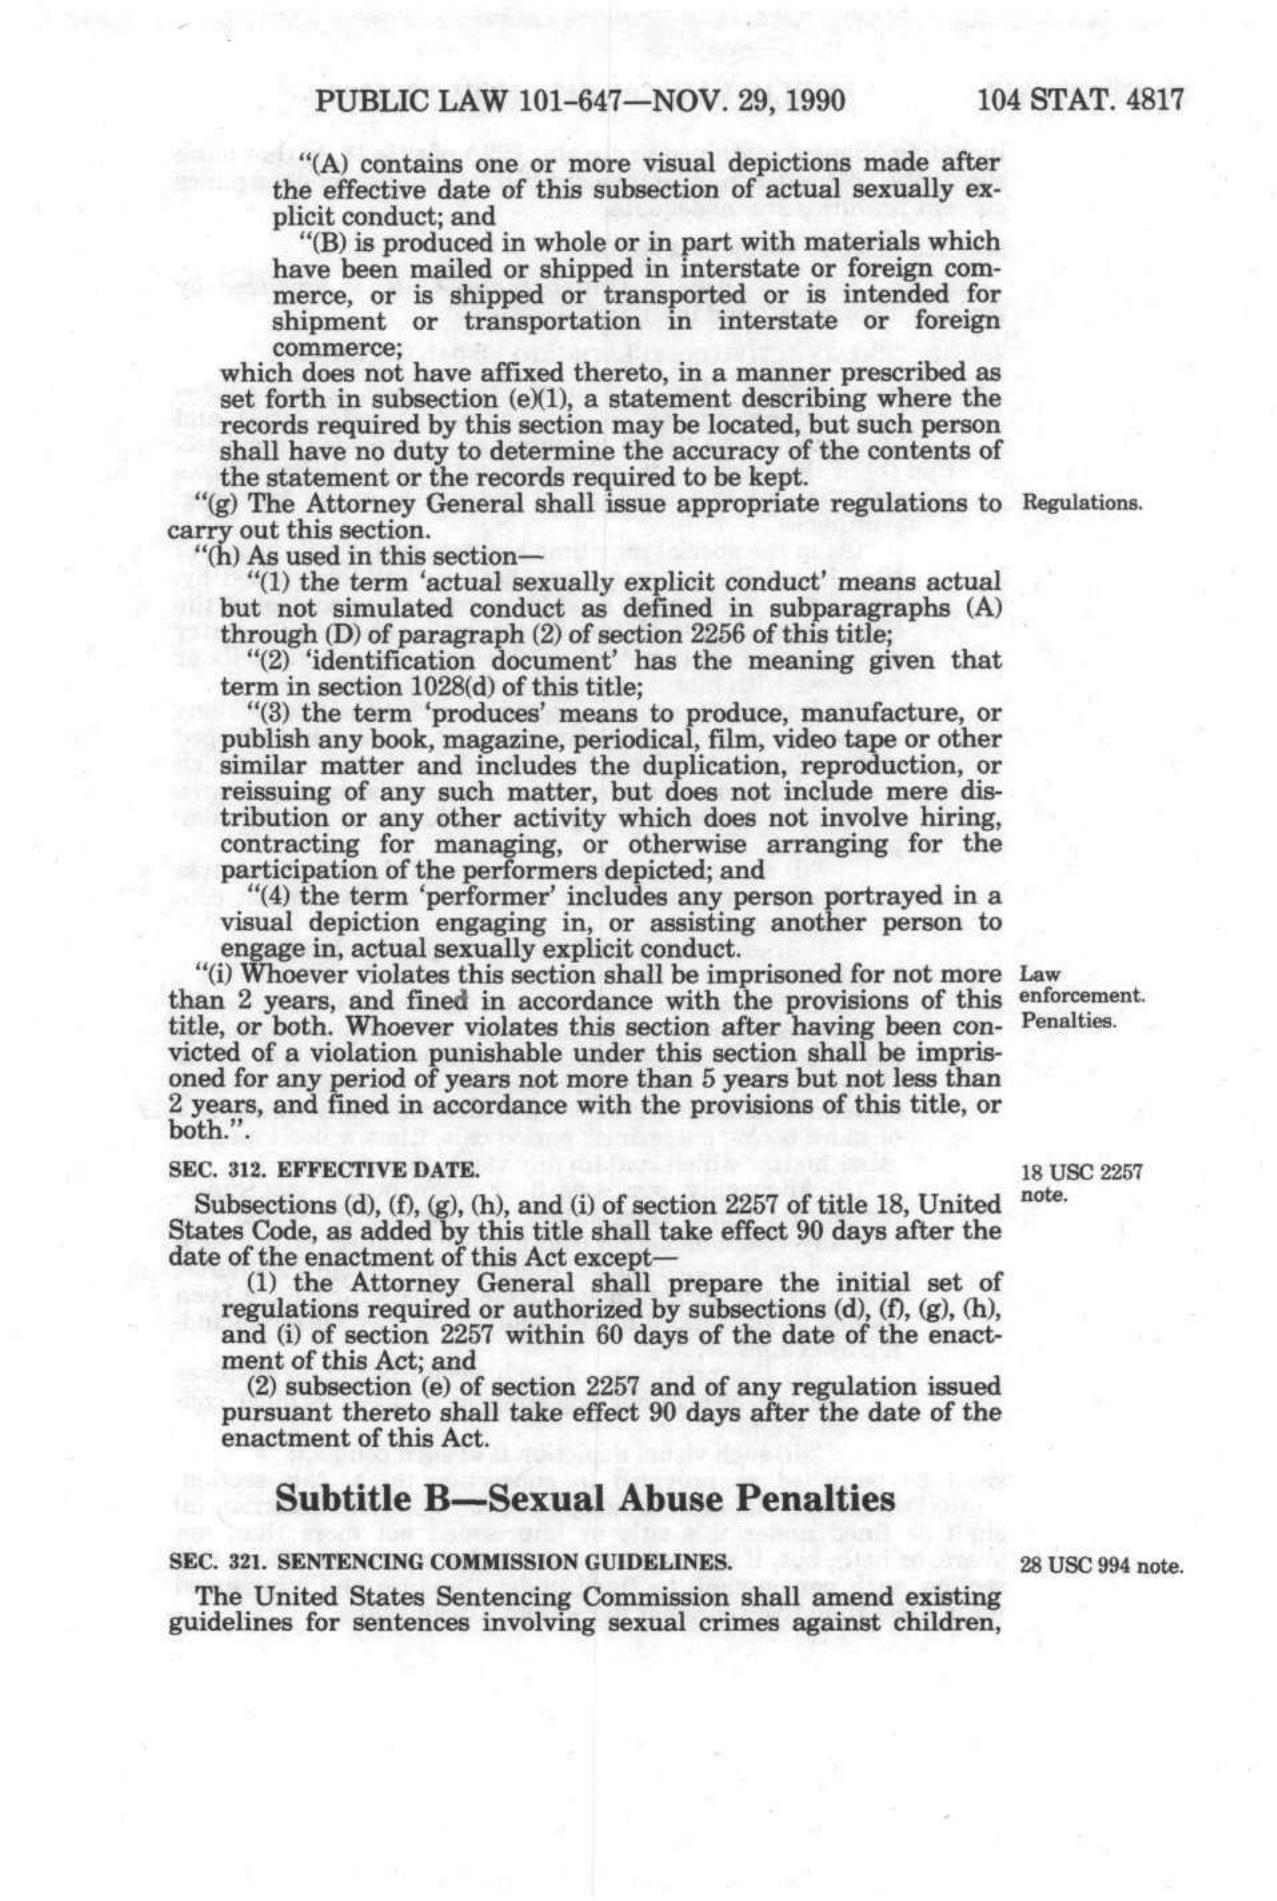 PUBLIC LAW 101–647—NOV. 29, 1990 104 STAT. 4817
“(A) contains one or more visual depictions made after
the effective date of this subsection of actual sexually ex-
plicit conduct; and
“(B) is produced in whole or in part with materials which
have been mailed or shipped in interstate or foreign com-
merce, or is shipped or transported or is intended for
shipment or transportation in interstate or foreign
commerce;
which does not have affixed thereto, in a manner prescribed as
set forth in subsection (e)(1), a statement describing where the
records required by this section may be located, but such person
shall have no duty to determine the accuracy of the contents of
the statement or the records required to be kept.
“(g) The Attorney General shall issue appropriate regulations to Regulations.
carry out this section.
“(h) As used in this section—
“(1) the term ‘actual sexually explicit conduct’ means actual
but not simulated conduct as defined in subparagraphs (A)
through (D) of paragraph (2) of section 2256 of this title;
“(2) ‘identification document’ has the meaning given that
term in section 1028(d) of this title;
“(3) the term ‘produces’ means to produce, manufacture, or
publish any book, magazine, periodical, film, video tape or other
similar matter and includes the duplication, reproduction, or
reissuing of any such matter, but does not include mere dis-
tribution or any other activity which does not involve hiring,
contracting for managing, or otherwise arranging for the
participation of the performers depicted; and
“(4) the term ‘performer’ includes any person portrayed in a
visual depiction engaging in, or assisting another person to
engage in, actual sexually explicit conduct.
“(i) Whoever violates this section shall be imprisoned for not more Law
than 2 years, and fined in accordance with the provisions of this enforcement.
title, or both. Whoever violates this section after having been con- Penalties.
victed of a violation punishable under this section shall be impris-
oned for any period of years not more than 5 years but not less than
2 years, and fined in accordance with the provisions of this title, or
both.”.
SEC. 312. EFFECTIVE DATE. 18 USC 2257
note.
Subsections (d), (f), (g), (h), and (i) of section 2257 of title 18, United
States Code, as added by this title shall take effect 90 days after the
date of the enactment of this Act except—
(1) the Attorney General shall prepare the initial set of
regulations required or authorized by subsections (d), (f), (g), (h),
and (i) of section 2257 within 60 days of the date of the enact-
ment of this Act; and
(2) subsection (e) of section 2257 and of any regulation issued
pursuant thereto shall take effect 90 days after the date of the
enactment of this Act.
Subtitle B—Sexual Abuse Penalties
SEC. 321. SENTENCING COMMISSION GUIDELINES. 28 USC 994 note.
The United States Sentencing Commission shall amend existing
guidelines for sentences involving sexual crimes against children,